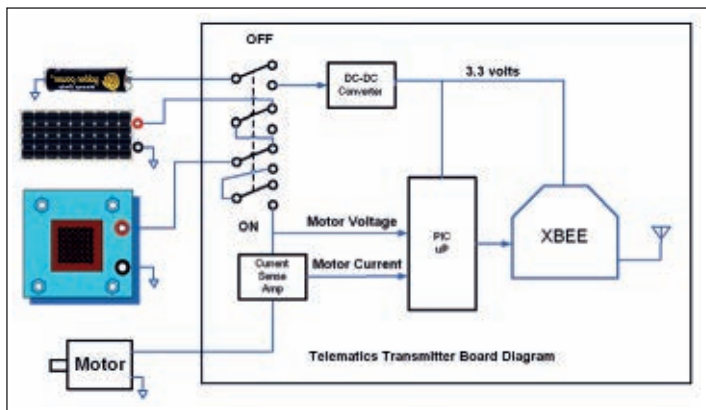 OFF
DC-DC
Converter
3.3 volts
ON
Motor Voltage
PIC
uP
XBEE
Current
Sense
Amp
Motor Current
Motor
Telematics Transmitter Board Diagram